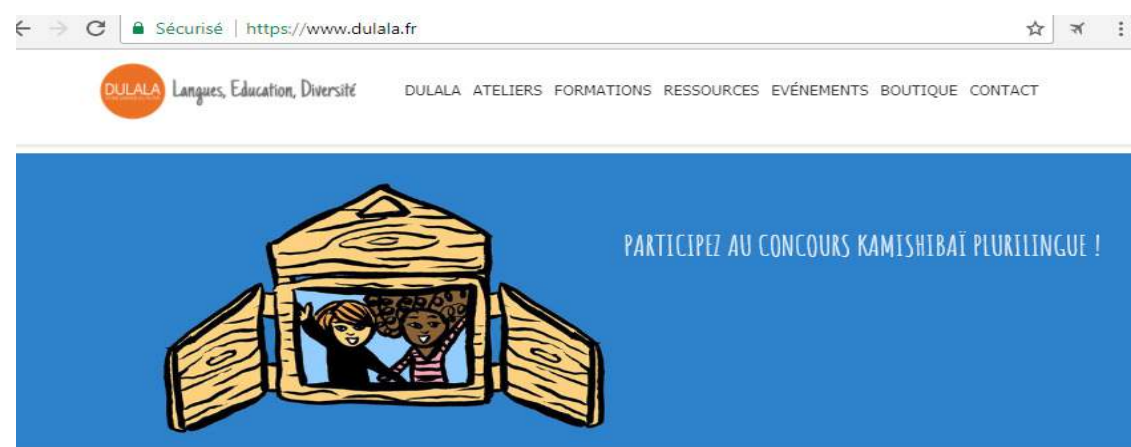 Sécurisé | https://www.dulala.fr
DULALA Langues, Education, Diversité DULALA ATELIERS FORMATIONS RESSOURCES EVÉNEMENTS BOUTIQUE CONTACT
PARTICIPEZ AU CONCOURS KAMISHIBAÏ PLURILINGUE !